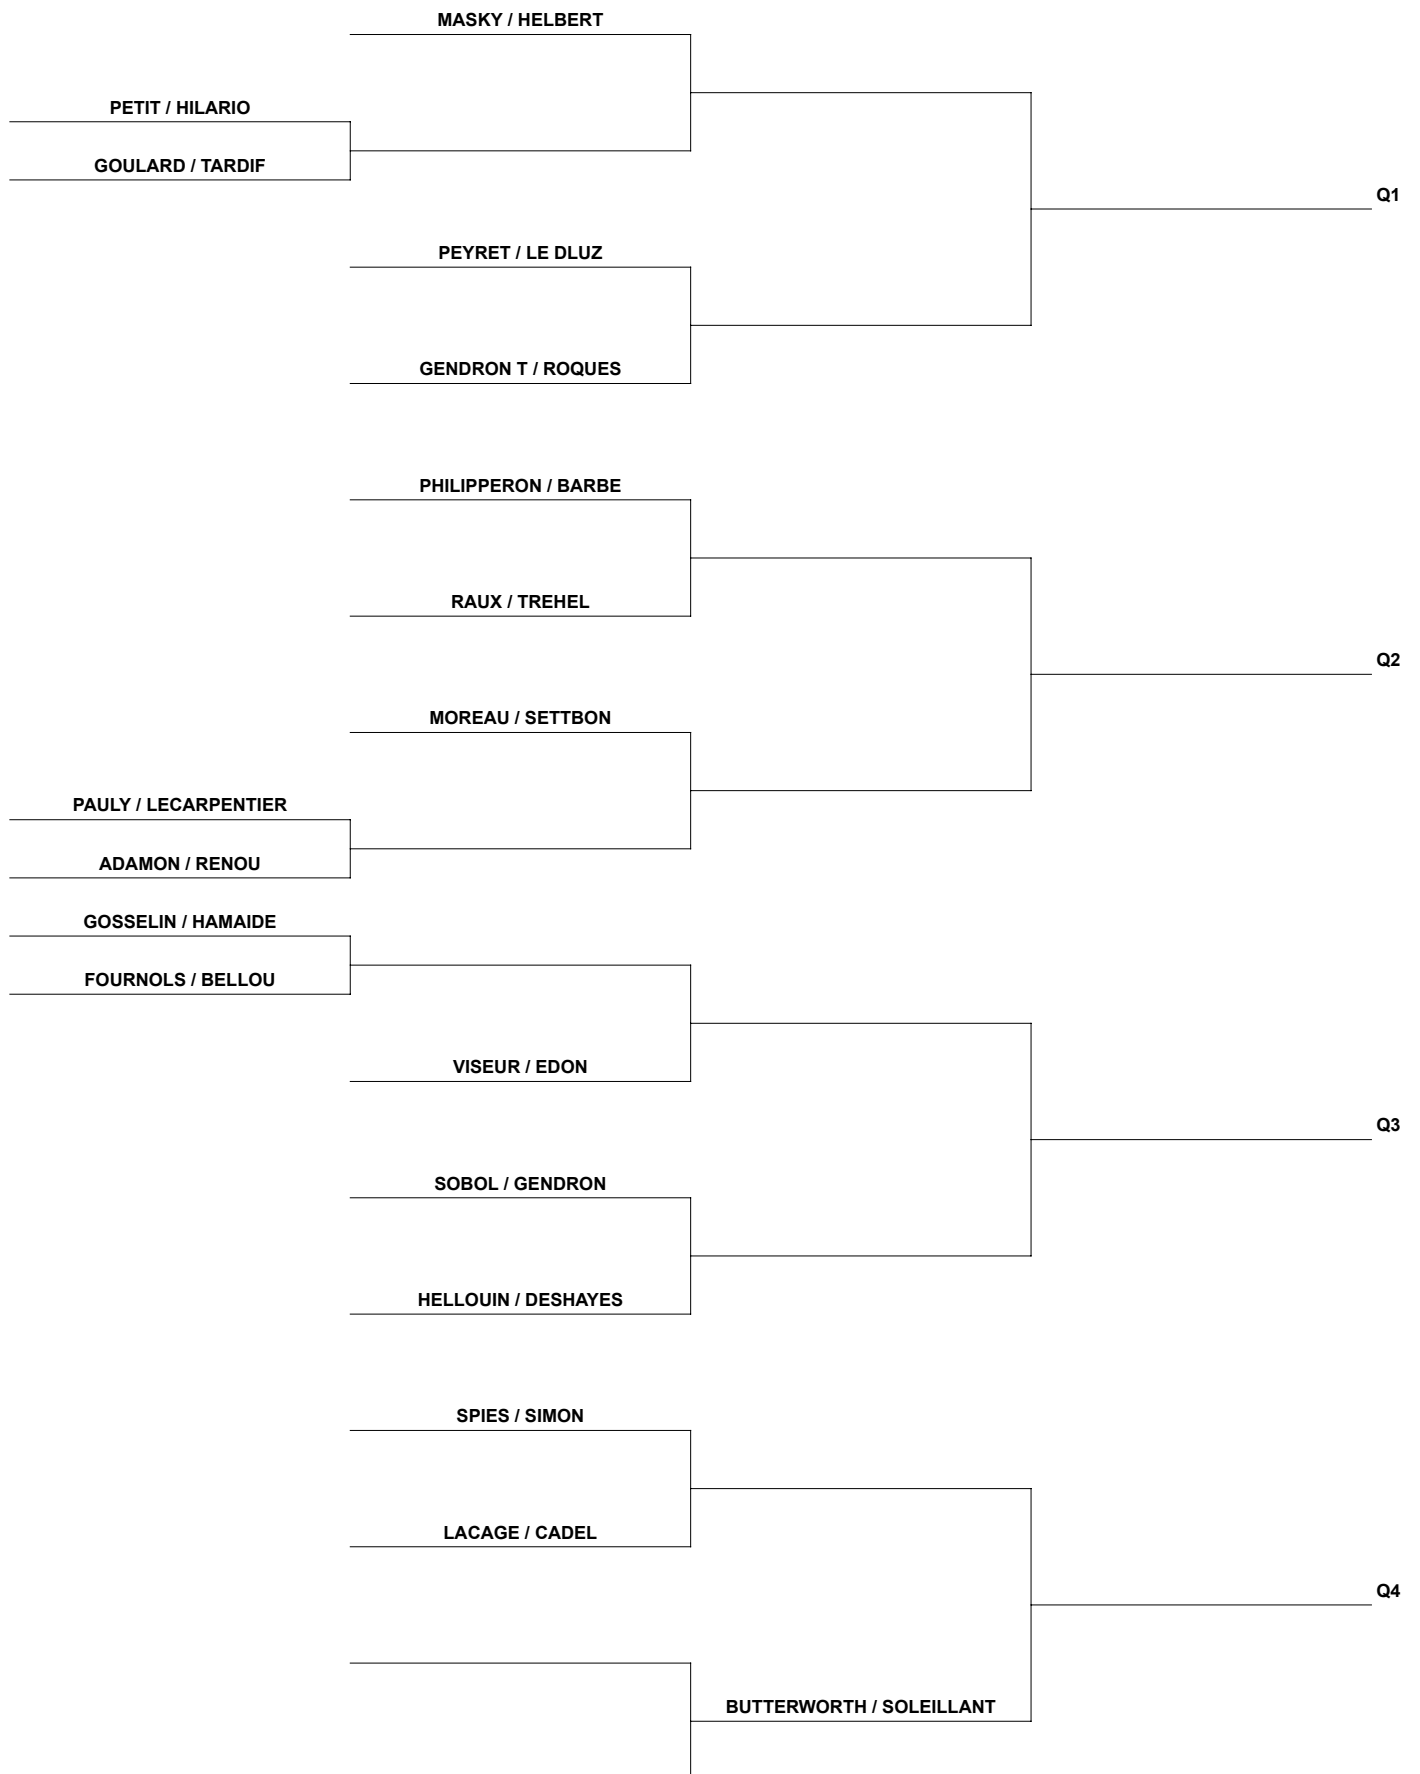 MASKY / HELBERT
PETIT / HILARIO
GOULARD / TARDIF
Q1
PEYRET / LE DLUZ
GENDRON T / ROQUES
PHILIPPERON / BARBE
RAUX / TREHEL
Q2
MOREAU / SETTBON
PAULY / LECARPENTIER
ADAMON / RENOU
GOSSELIN / HAMAIDE
FOURNOLS / BELLOU
VISEUR / EDON
Q3
SOBOL / GENDRON
HELLOUIN / DESHAYES
SPIES / SIMON
LACAGE / CADEL
Q4
BUTTERWORTH / SOLEILLANT